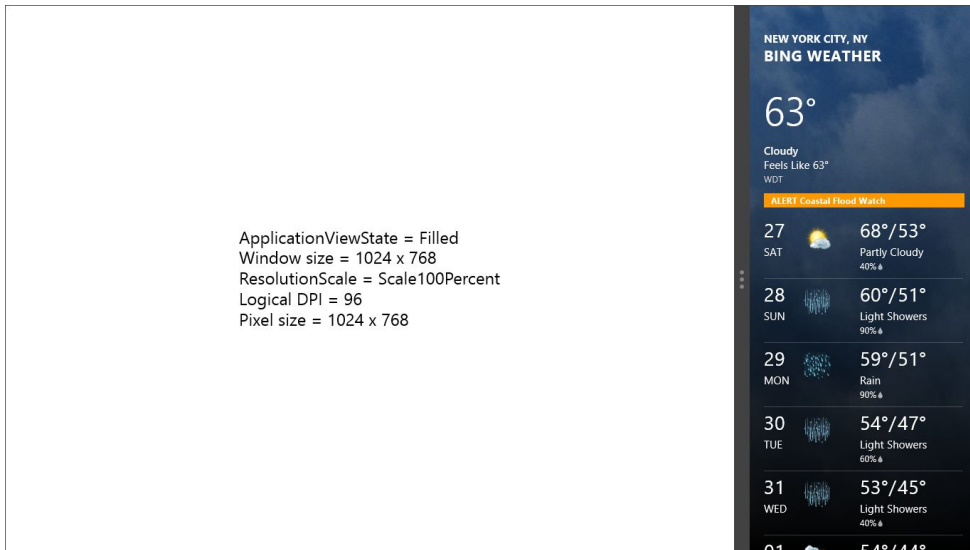 ApplicationViewState = Filled
Window size = 1024 x 768
ResolutionScale = Scale100Percent
Logical DPI = 96
Pixel size = 1024 x 768
NEW YORK CITY, NY
BING WEATHER
63°
Cloudy
Feels Like 63°
WDT
ALERT Coastal Flood Watch
27 68°/53°
SAT Partly Cloudy
40%
28 60°/51°
SUN Light Showers
90%
29 59°/51°
MON Rain
90%
30 54°/47°
TUE Light Showers
60%
31 53°/45°
WED Light Showers
40%